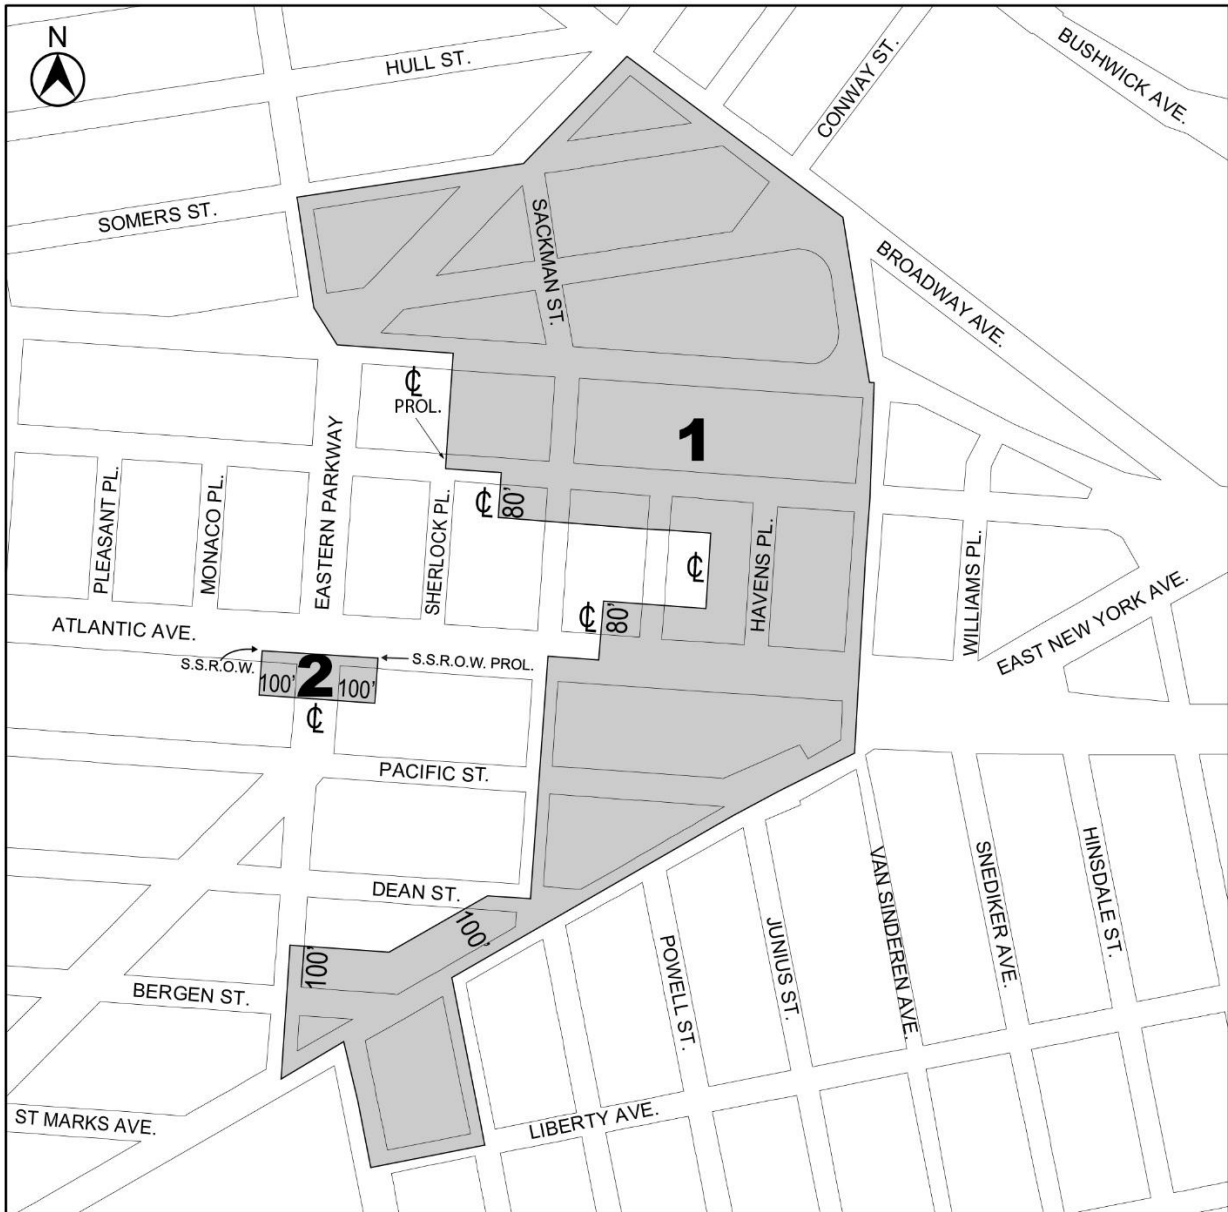 N
HULL ST.
CONWAY ST.
BUSHWICK AVE.
SOMERS ST.
SACKMAN ST.
BROADWAY AVE.
℄
PROL.
1
EASTERN PARKWAY
PLEASANT PL.
MONACO PL.
SHERLOCK PL.
℄
80'
℄
HAVENS PL.
WILLIAMS PL.
℄
80'
EAST NEW YORK AVE.
ATLANTIC AVE.
S.S.R.O.W.
S.S.R.O.W. PROL.
100'
2
100'
℄
PACIFIC ST.
DEAN ST.
100'
100'
BERGEN ST.
POWELL ST.
JUNIUS ST.
VAN SINDEREN AVE.
SNEDIKER AVE.
HINSDALE ST.
ST MARKS AVE.
LIBERTY AVE.